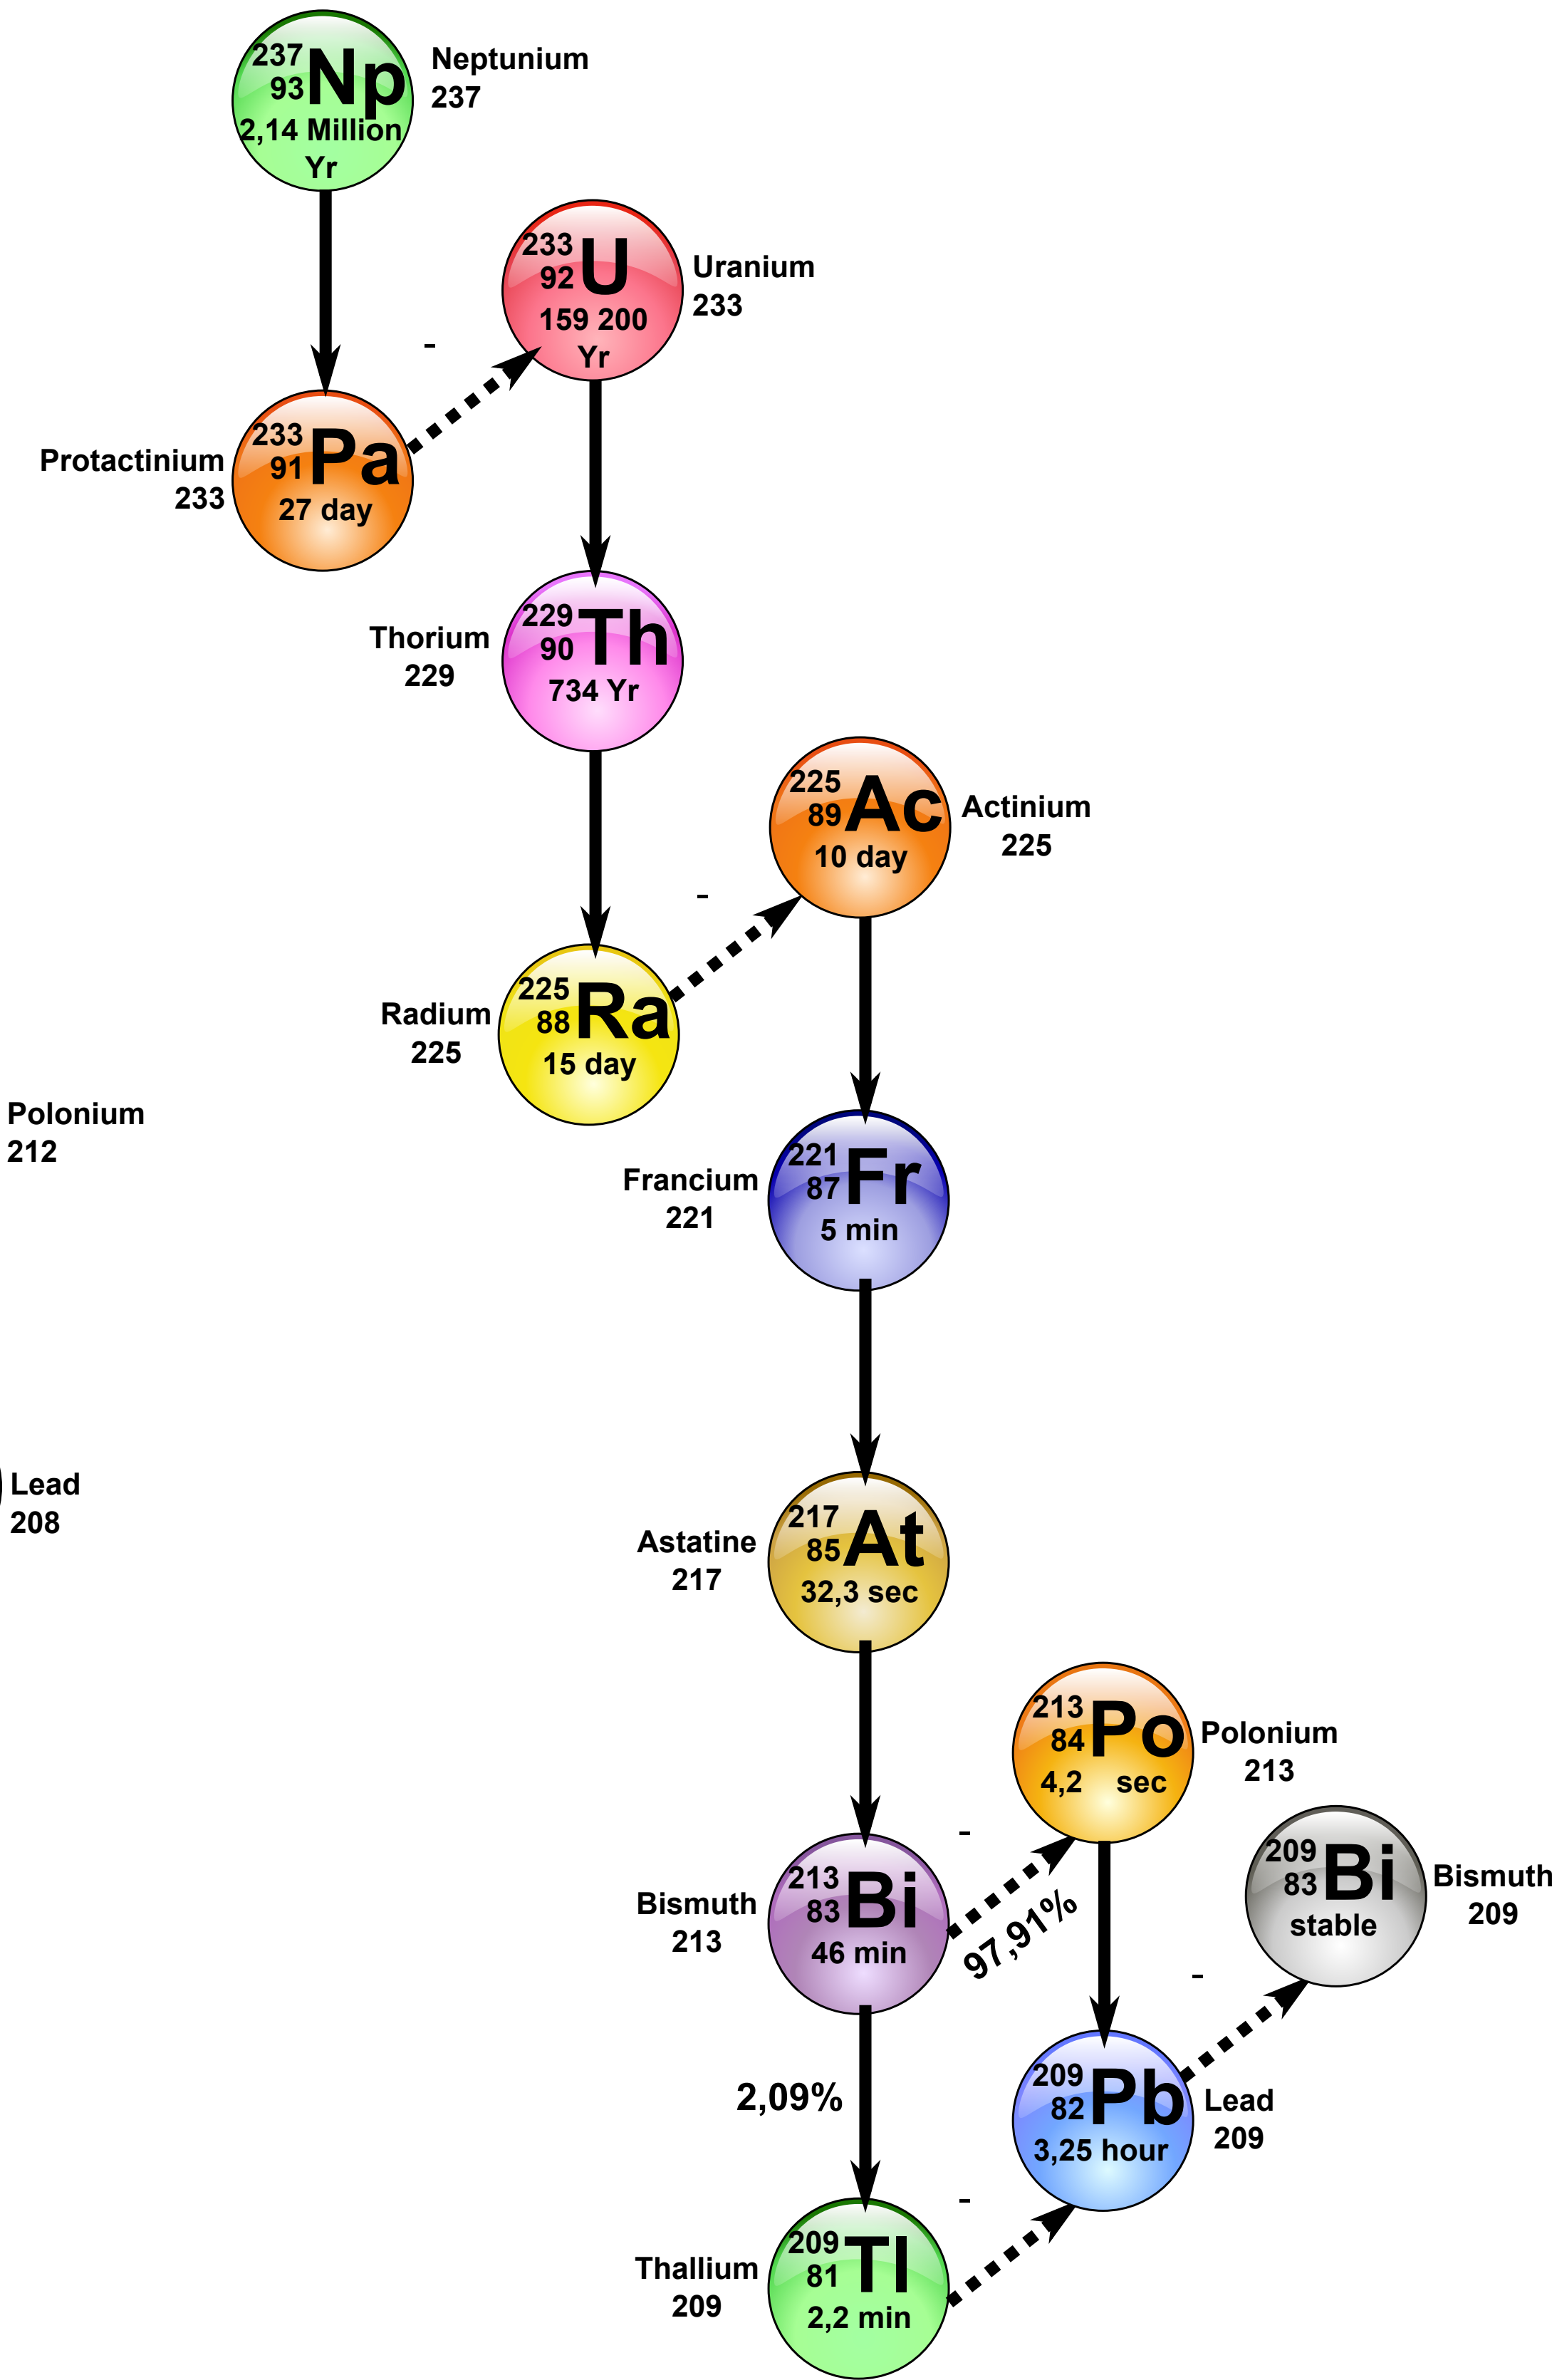 237
93 Np
2,14 Million
Yr
Neptunium
237
233
92 U
159 200
Yr
Uranium
233
-
Protactinium
233
233
91 Pa
27 day
Thorium
229
229
90 Th
734 Yr
225
89 Ac
10 day
Actinium
225
-
Radium
225
225
88 Ra
15 day
Polonium
212
Francium
221
221
87 Fr
5 min
Lead
208
Astatine
217
217
85 At
32,3 sec
213
84 Po
4,2 sec
Polonium
213
-
97,91%
Bismuth
213
213
83 Bi
46 min
209
83 Bi
stable
Bismuth
209
-
2,09%
209
82 Pb
3,25 hour
Lead
209
-
Thallium
209
209
81 Tl
2,2 min